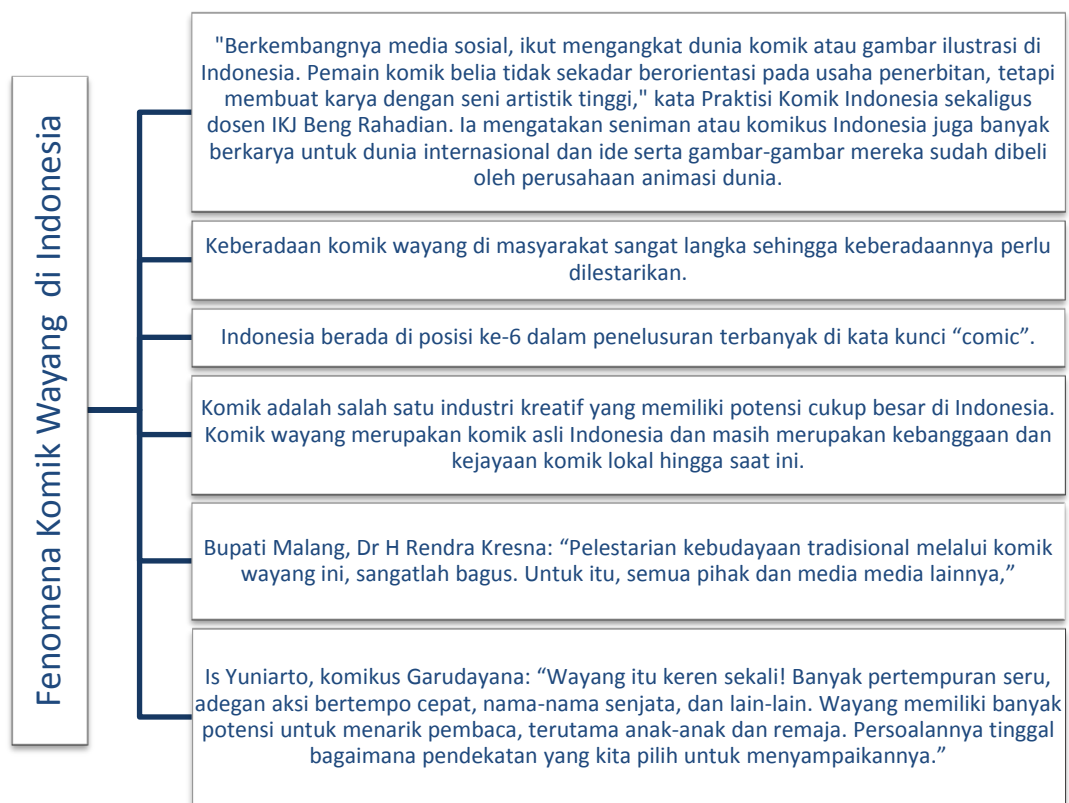 Fenomena Komik Wayang di Indonesia
"Berkembangnya media sosial, ikut mengangkat dunia komik atau gambar ilustrasi di
Indonesia. Pemain komik belia tidak sekadar berorientasi pada usaha penerbitan, tetapi
membuat karya dengan seni artistik tinggi," kata Praktisi Komik Indonesia sekaligus
dosen IKJ Beng Rahadian. Ia mengatakan seniman atau komikus Indonesia juga banyak
berkarya untuk dunia internasional dan ide serta gambar-gambar mereka sudah dibeli
oleh perusahaan animasi dunia.
Keberadaan komik wayang di masyarakat sangat langka sehingga keberadaannya perlu
dilestarikan.
Indonesia berada di posisi ke-6 dalam penelusuran terbanyak di kata kunci “comic”.
Komik adalah salah satu industri kreatif yang memiliki potensi cukup besar di Indonesia.
Komik wayang merupakan komik asli Indonesia dan masih merupakan kebanggaan dan
kejayaan komik lokal hingga saat ini.
Bupati Malang, Dr H Rendra Kresna: “Pelestarian kebudayaan tradisional melalui komik
wayang ini, sangatlah bagus. Untuk itu, semua pihak dan media media lainnya,”
Is Yuniarto, komikus Garudayana: “Wayang itu keren sekali! Banyak pertempuran seru,
adegan aksi bertempo cepat, nama-nama senjata, dan lain-lain. Wayang memiliki banyak
potensi untuk menarik pembaca, terutama anak-anak dan remaja. Persoalannya tinggal
bagaimana pendekatan yang kita pilih untuk menyampaikannya.”